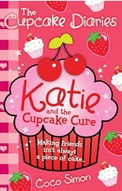 The
Cupcake Diaries
Katie
and the
Cupcake Cure
Making friends
isn't always
a piece of cake...
Coco Simon